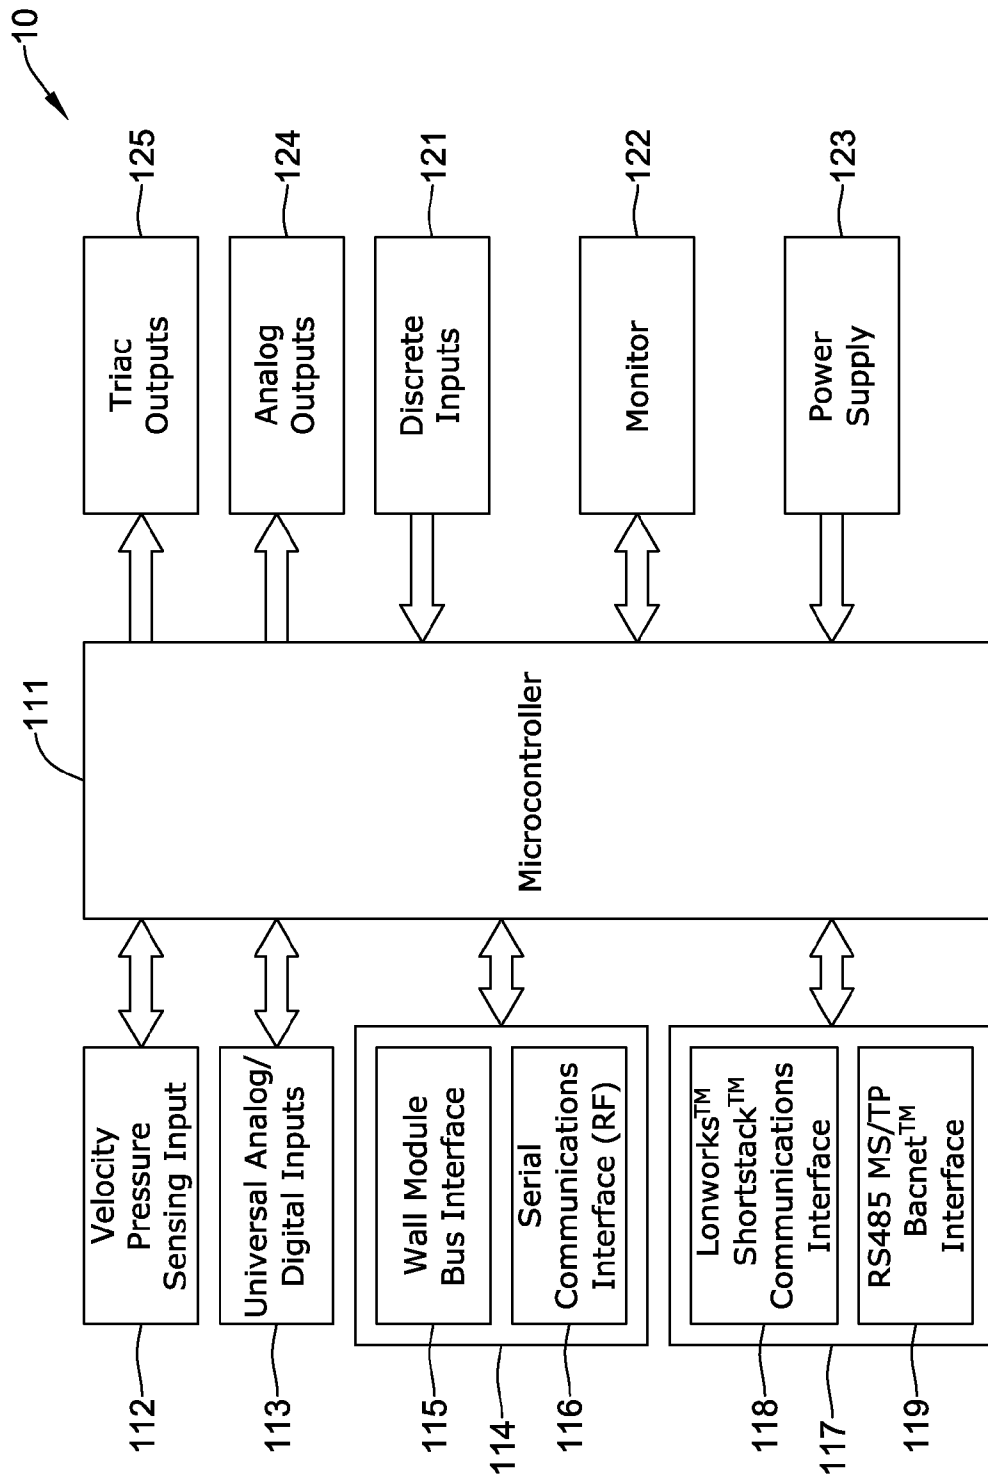 10
111
112
Velocity
Pressure
Sensing Input
113
Universal Analog/
Digital Inputs
114
115
Wall Module
Bus Interface
116
Serial
Communications
Interface (RF)
117
118
Lonworks™
Shortstack™
Communications
Interface
119
RS485 MS/TP
Bacnet™
Interface
Microcontroller
Triac
Outputs
125
Analog
Outputs
124
Discrete
Inputs
121
Monitor
122
Power
Supply
123